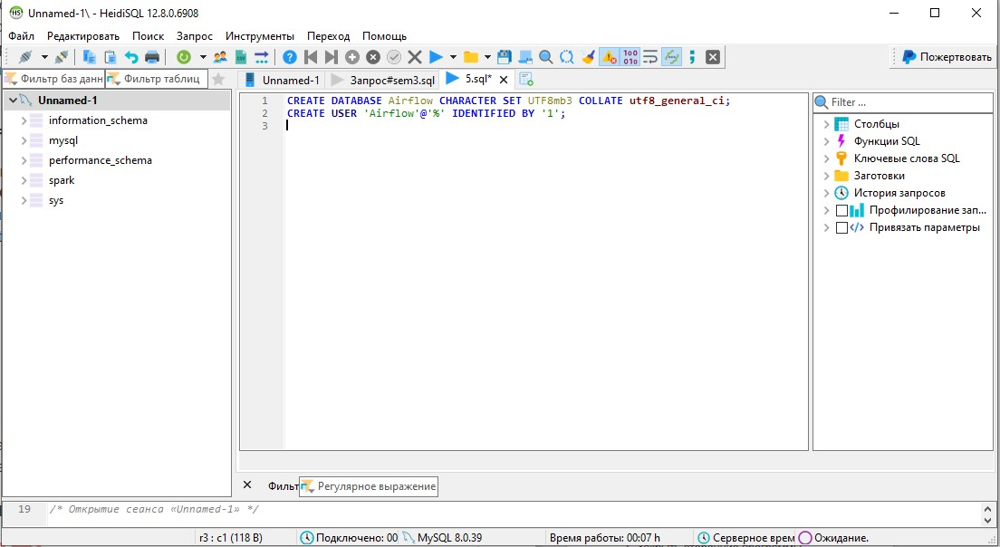 Unnamed-1\ - HeidiSQL 12.8.0.6908
Файл Редактировать Поиск Запрос Инструменты Переход Помощь
Пожертвовать
Фильтр баз данн Фильтр таблиц
Unnamed-1 Запрос#sem3.sql 5.sql*
Unnamed-1
information_schema
mysql
performance_schema
spark
sys
1 CREATE DATABASE Airflow CHARACTER SET UTF8mb3 COLLATE utf8_general_ci;
2 CREATE USER 'Airflow'@'%' IDENTIFIED BY '1';
3
Filter ...
Столбцы
Функции SQL
Ключевые слова SQL
Заготовки
История запросов
Профилирование зап...
Привязать параметры
Фильт Регулярное выражение
19 /* Открытие сеанса «Unnamed-1» */
r3 : c1 (118 B) Подключено: 00 MySQL 8.0.39 Время работы: 00:07 h Серверное врем Ожидание.